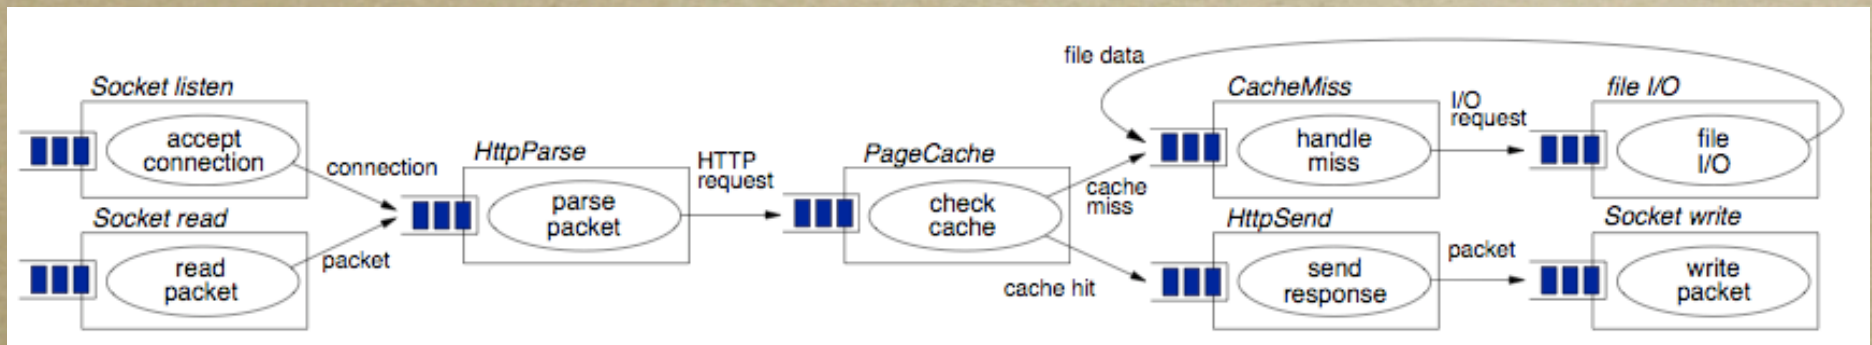 Socket listen
accept
connection
connection
Socket read
read
packet
packet
HttpParse
parse
packet
HTTP
request
PageCache
check
cache
cache
miss
cache hit
file data
CacheMiss
handle
miss
I/O
request
file I/O
file
I/O
HttpSend
send
response
packet
Socket write
write
packet